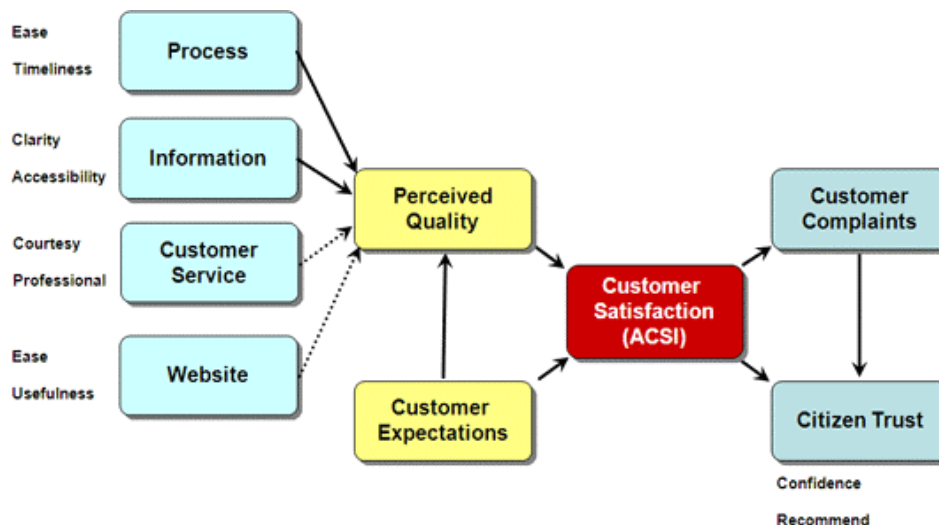 Ease
Timeliness
Process
Clarity
Accessibility
Information
Courtesy
Professional
Customer
Service
Ease
Usefulness
Website
Perceived
Quality
Customer
Expectations
Customer
Satisfaction
(ACSI)
Customer
Complaints
Citizen Trust
Confidence
Recommend